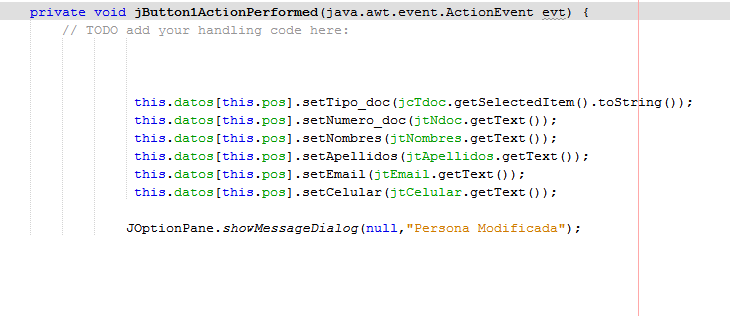 private void jButton1ActionPerformed(java.awt.event.ActionEvent evt) {
// TODO add your handling code here:
this.datos[this.pos].setTipo_doc(jcTdoc.getSelectedItem().toString());
this.datos[this.pos].setNumero_doc(jtNdoc.getText());
this.datos[this.pos].setNombres(jtNombres.getText());
this.datos[this.pos].setApellidos(jtApellidos.getText());
this.datos[this.pos].setEmail(jtEmail.getText());
this.datos[this.pos].setCelular(jtCelular.getText());
JOptionPane.showMessageDialog(null,"Persona Modificada");